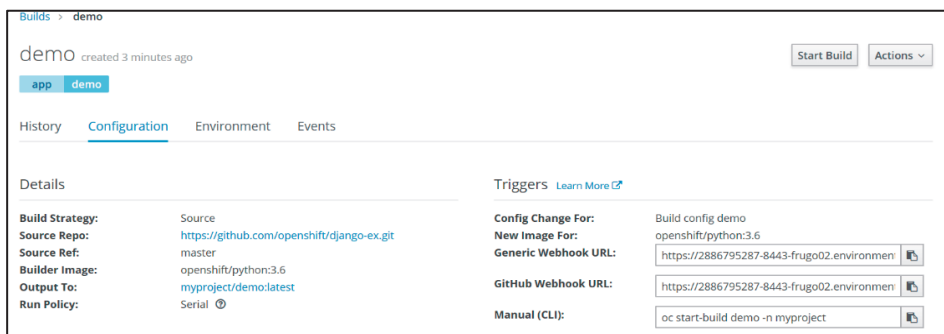 Builds > demo
demo created 3 minutes ago
Start Build Actions
app demo
History Configuration Environment Events
Details
Build Strategy: Source
Source Repo: https://github.com/openshift/django-ex.git
Source Ref: master
Builder Image: openshift/python:3.6
Output To: myproject/demo:latest
Run Policy: Serial
Triggers Learn More
Config Change For: Build config demo
New Image For: openshift/python:3.6
Generic Webhook URL: https://2886795287-8443-frugo02.environmen
GitHub Webhook URL: https://2886795287-8443-frugo02.environmen
Manual (CLI): oc start-build demo -n myproject